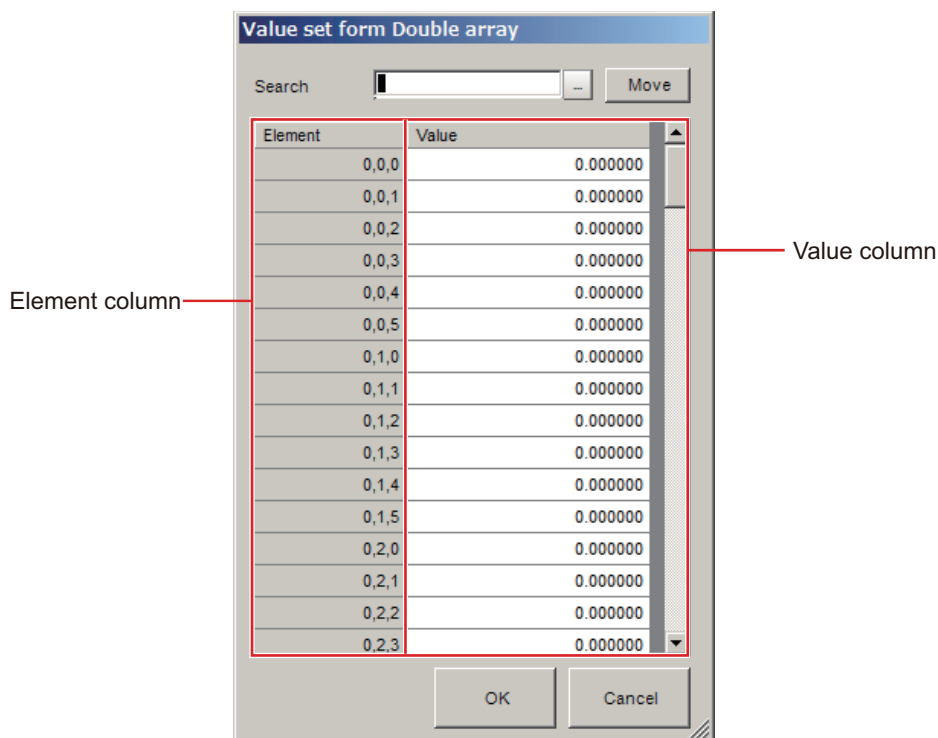 Value set form Double array
Search ... Move
Element Value
0,0,0 0.000000
0,0,1 0.000000
0,0,2 0.000000
0,0,3 0.000000
Value column
0,0,4 0.000000
Element column
0,0,5 0.000000
0,1,0 0.000000
0,1,1 0.000000
0,1,2 0.000000
0,1,3 0.000000
0,1,4 0.000000
0,1,5 0.000000
0,2,0 0.000000
0,2,1 0.000000
0,2,2 0.000000
0,2,3 0.000000
OK Cancel